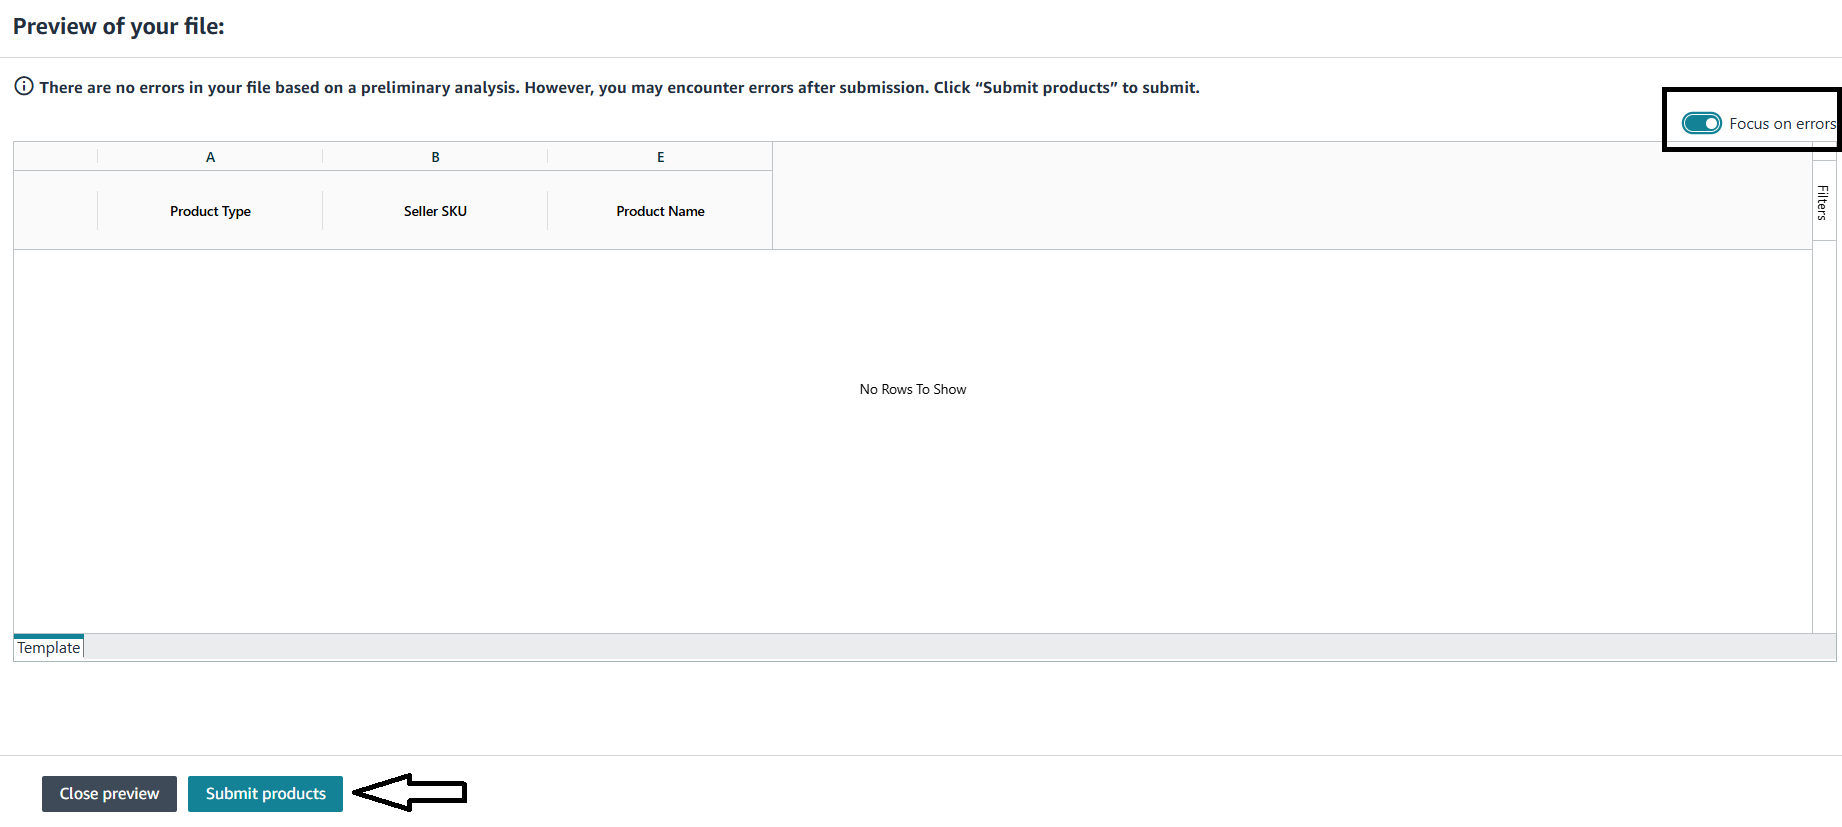 Preview of your file:
There are no errors in your file based on a preliminary analysis. However, you may encounter errors after submission. Click “Submit products” to submit.
Focus on errors
A B E
Product Type Seller SKU Product Name
Filters
No Rows To Show
Template
Close preview Submit products